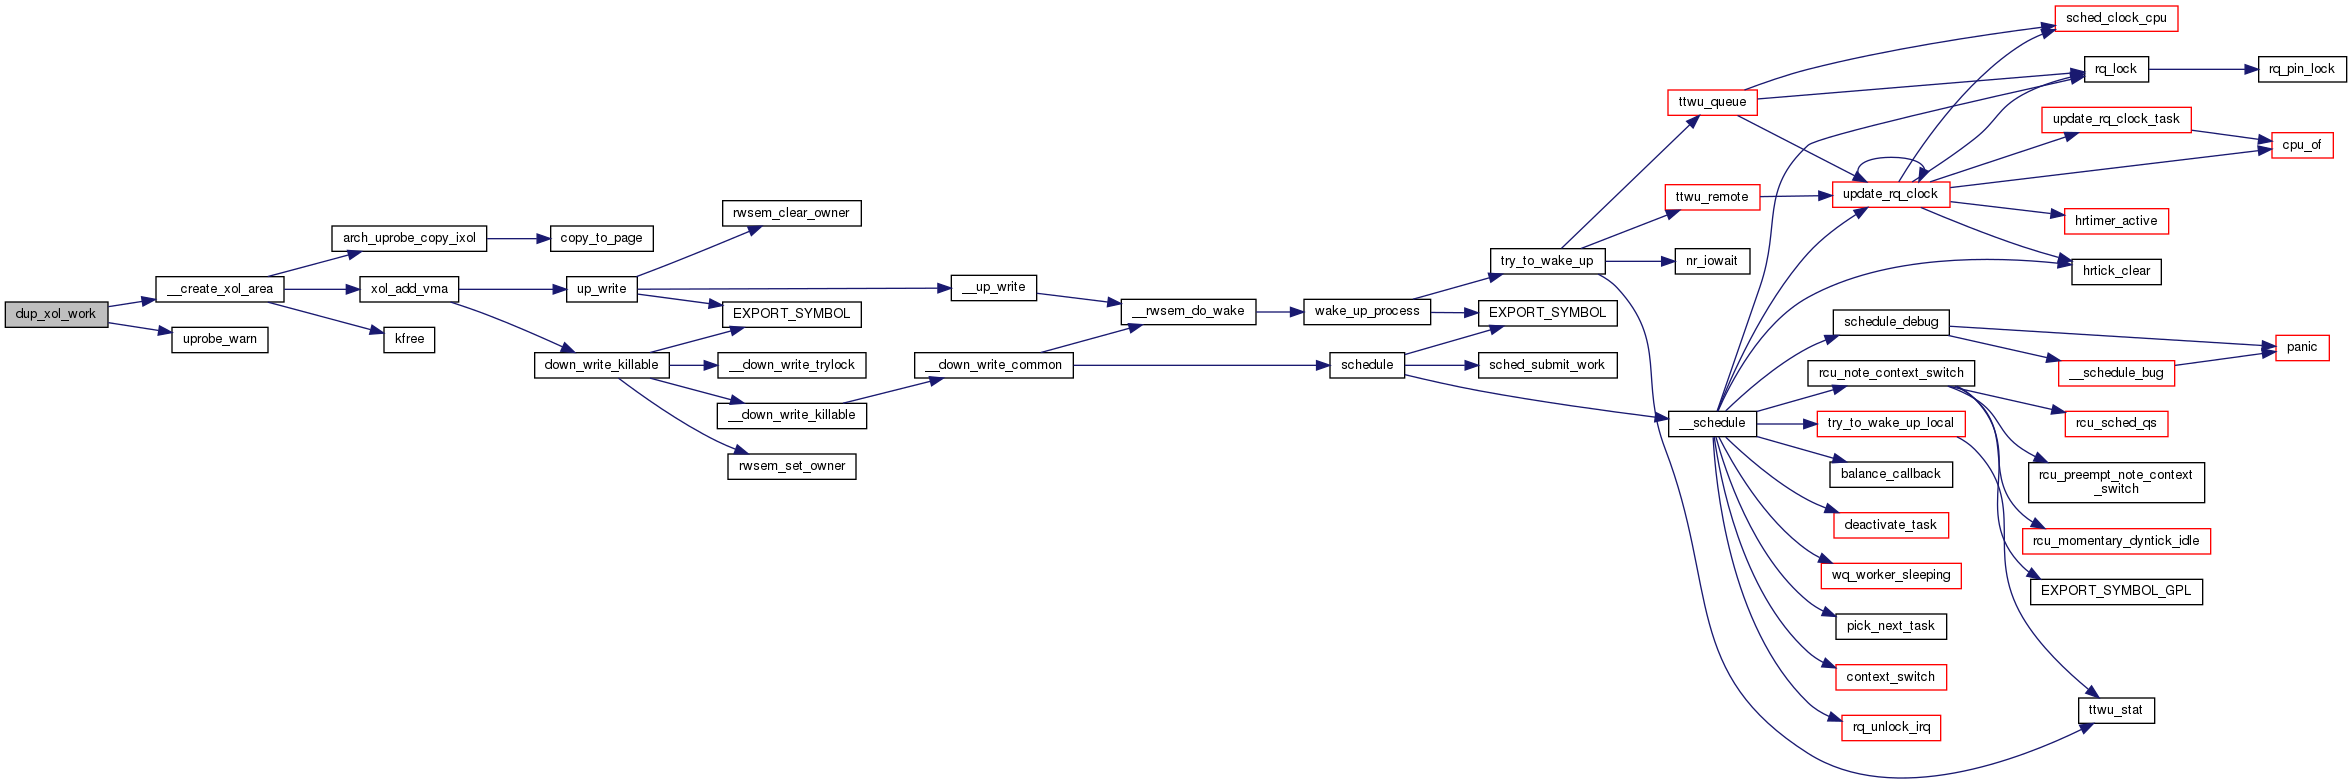 dup_xol_work
__create_xol_area
uprobe_warn
arch_uprobe_copy_ixol
xol_add_vma
kfree
copy_to_page
up_write
down_write_killable
rwsem_clear_owner
EXPORT_SYMBOL
__down_write_trylock
__down_write_killable
rwsem_set_owner
__up_write
__down_write_common
__rwsem_do_wake
wake_up_process
schedule
try_to_wake_up
EXPORT_SYMBOL
sched_submit_work
ttwu_queue
ttwu_remote
nr_iowait
__schedule
update_rq_clock
schedule_debug
rcu_note_context_switch
try_to_wake_up_local
balance_callback
deactivate_task
wq_worker_sleeping
pick_next_task
context_switch
rq_unlock_irq
sched_clock_cpu
rq_lock
update_rq_clock_task
hrtimer_active
hrtick_clear
__schedule_bug
rcu_sched_qs
rcu_preempt_note_context
_switch
rcu_momentary_dyntick_idle
EXPORT_SYMBOL_GPL
ttwu_stat
rq_pin_lock
cpu_of
panic